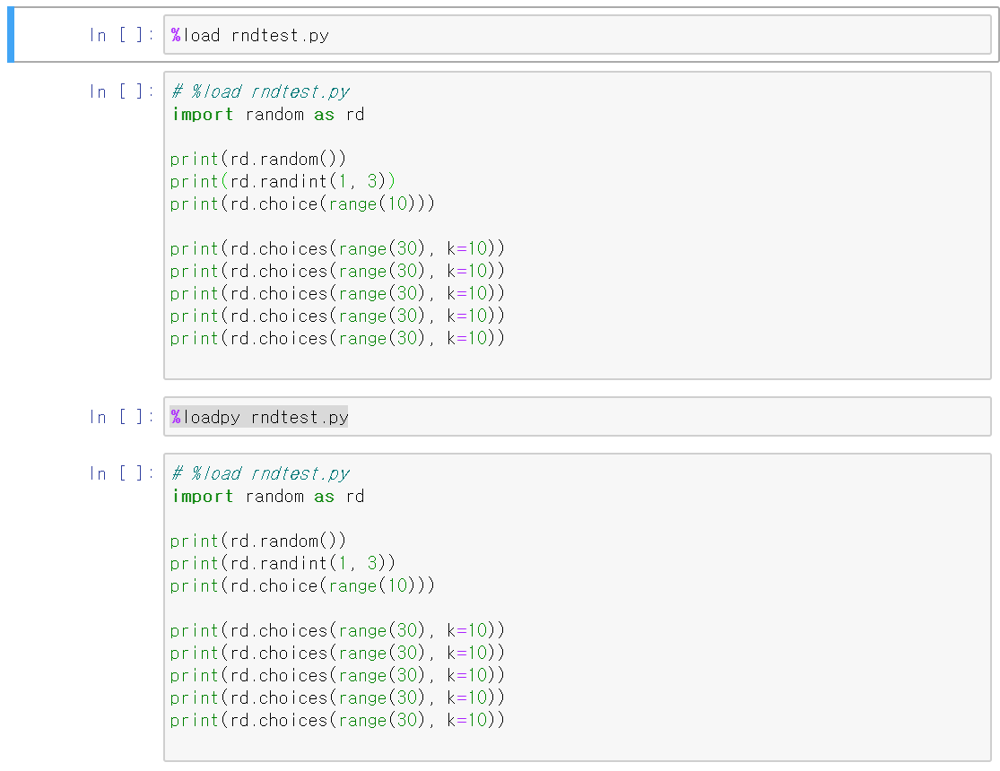 In [ ]: %load rndtest.py
In [ ]: # %load rndtest.py
import random as rd
print(rd.random())
print(rd.randint(1, 3))
print(rd.choice(range(10)))
print(rd.choices(range(30), k=10))
print(rd.choices(range(30), k=10))
print(rd.choices(range(30), k=10))
print(rd.choices(range(30), k=10))
print(rd.choices(range(30), k=10))
In [ ]: %loadpy rndtest.py
In [ ]: # %load rndtest.py
import random as rd
print(rd.random())
print(rd.randint(1, 3))
print(rd.choice(range(10)))
print(rd.choices(range(30), k=10))
print(rd.choices(range(30), k=10))
print(rd.choices(range(30), k=10))
print(rd.choices(range(30), k=10))
print(rd.choices(range(30), k=10))